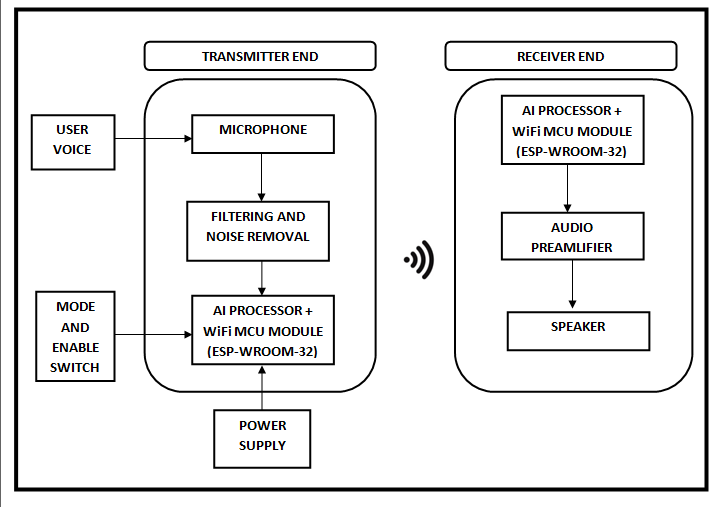 TRANSMITTER END
USER
VOICE
MICROPHONE
FILTERING AND
NOISE REMOVAL
MODE
AND
ENABLE
SWITCH
AI PROCESSOR +
WiFi MCU MODULE
(ESP-WROOM-32)
POWER
SUPPLY
RECEIVER END
AI PROCESSOR +
WiFi MCU MODULE
(ESP-WROOM-32)
AUDIO
PREAMLIFIER
SPEAKER